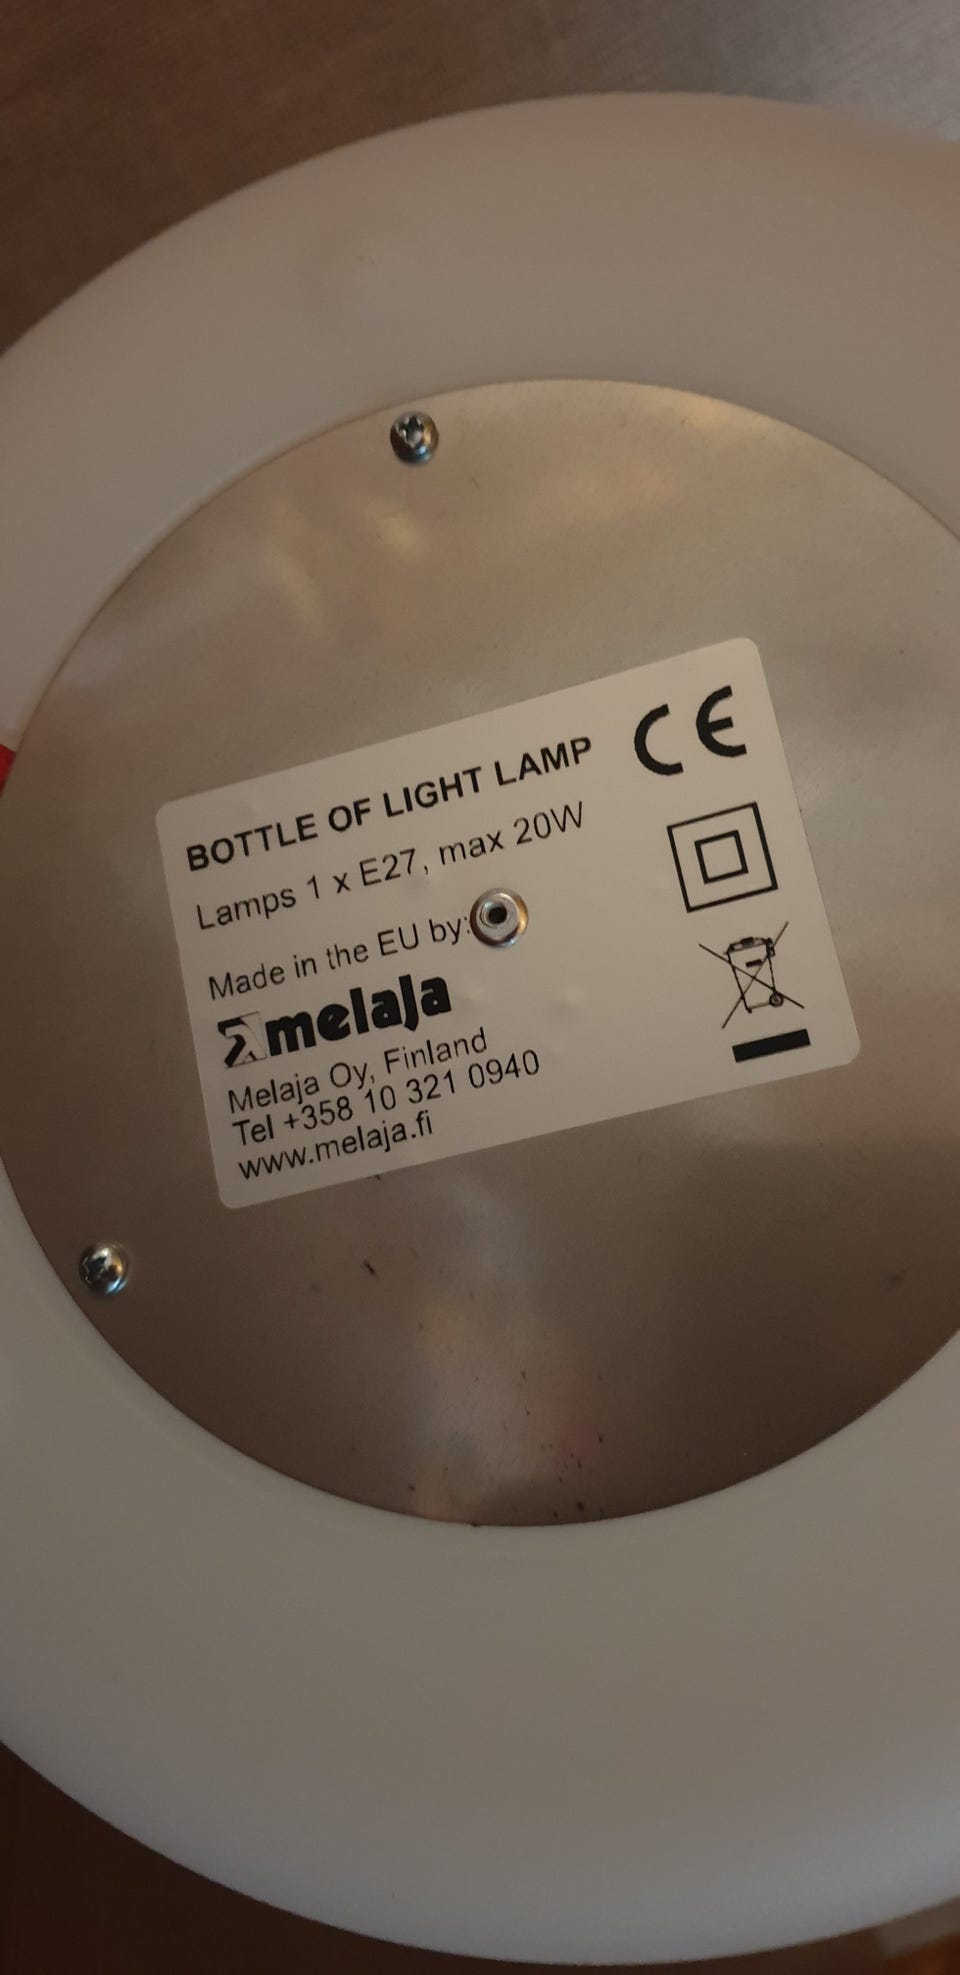 BOTTLE OF LIGHT LAMP
CE
Lamps 1 x E27, max 20W
Made in the EU by:
melaja
Melaja Oy, Finland
Tel +358 10 321 0940
www.melaja.fi